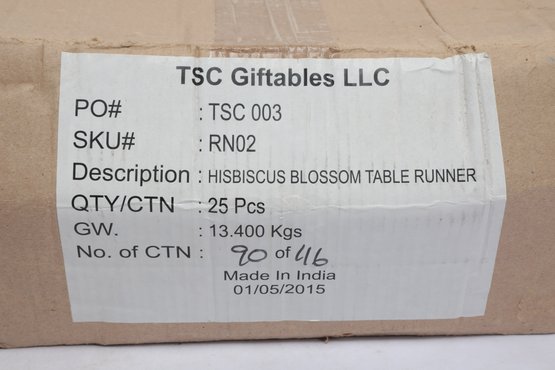 TSC Giftables LLC
PO# : TSC 003
SKU# : RN02
Description : HISBISCUS BLOSSOM TABLE RUNNER
QTY/CTN : 25 Pcs
GW. : 13.400 Kgs
No. of CTN : 90 of 46
Made In India
01/05/2015